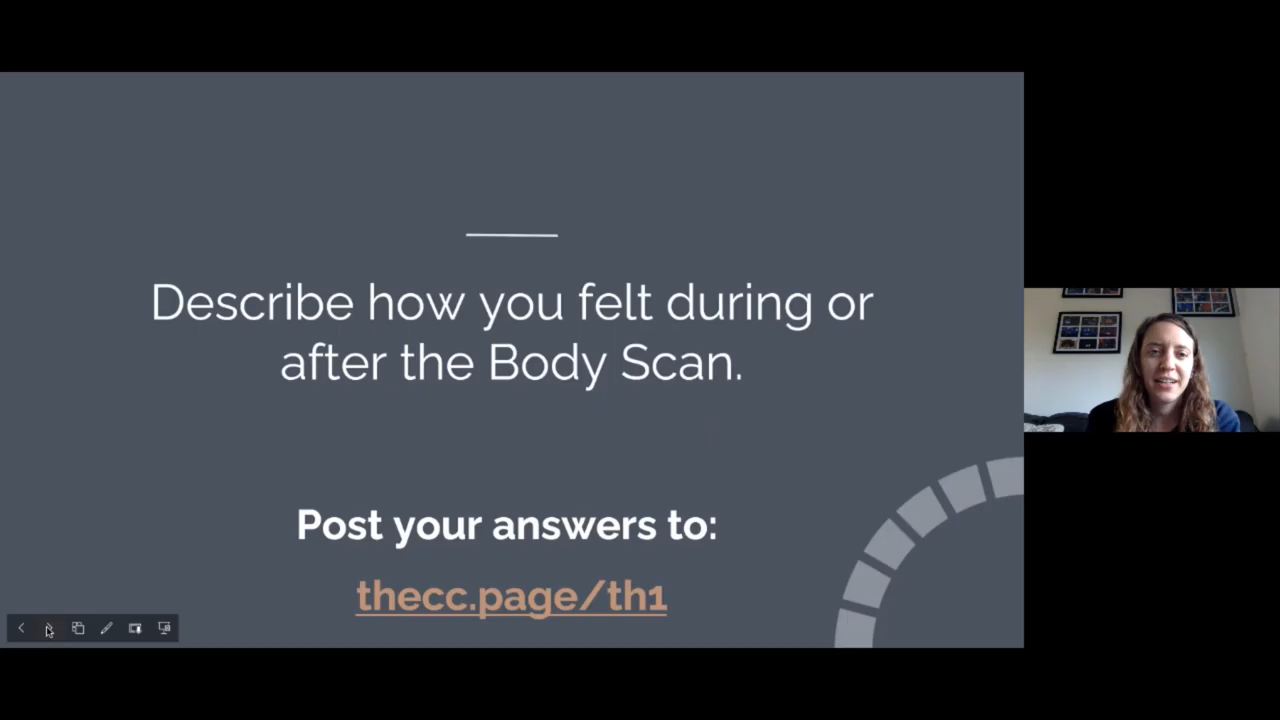 Describe how you felt during or
after the Body Scan.
Post your answers to:
thecc.page/th1